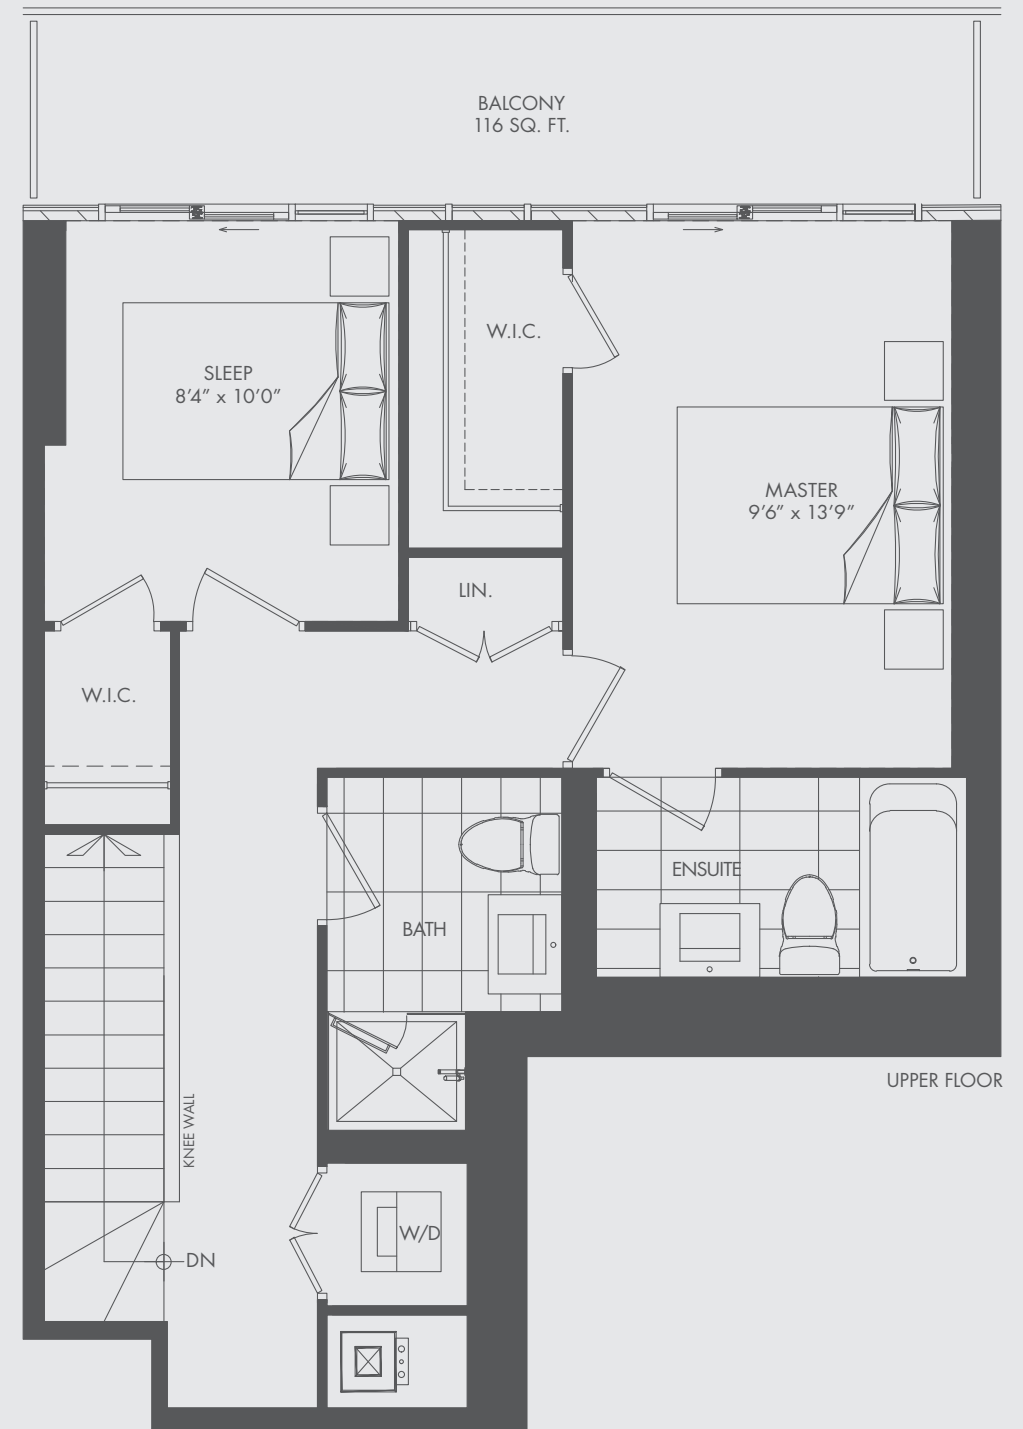 BALCONY
116 SQ. FT.
W.I.C.
SLEEP
8'4” x 10'0”
MASTER
9'6” x 13'9”
LIN.
W.I.C.
ENSUITE
BATH
UPPER FLOOR
KNEE WALL
W/D
DN